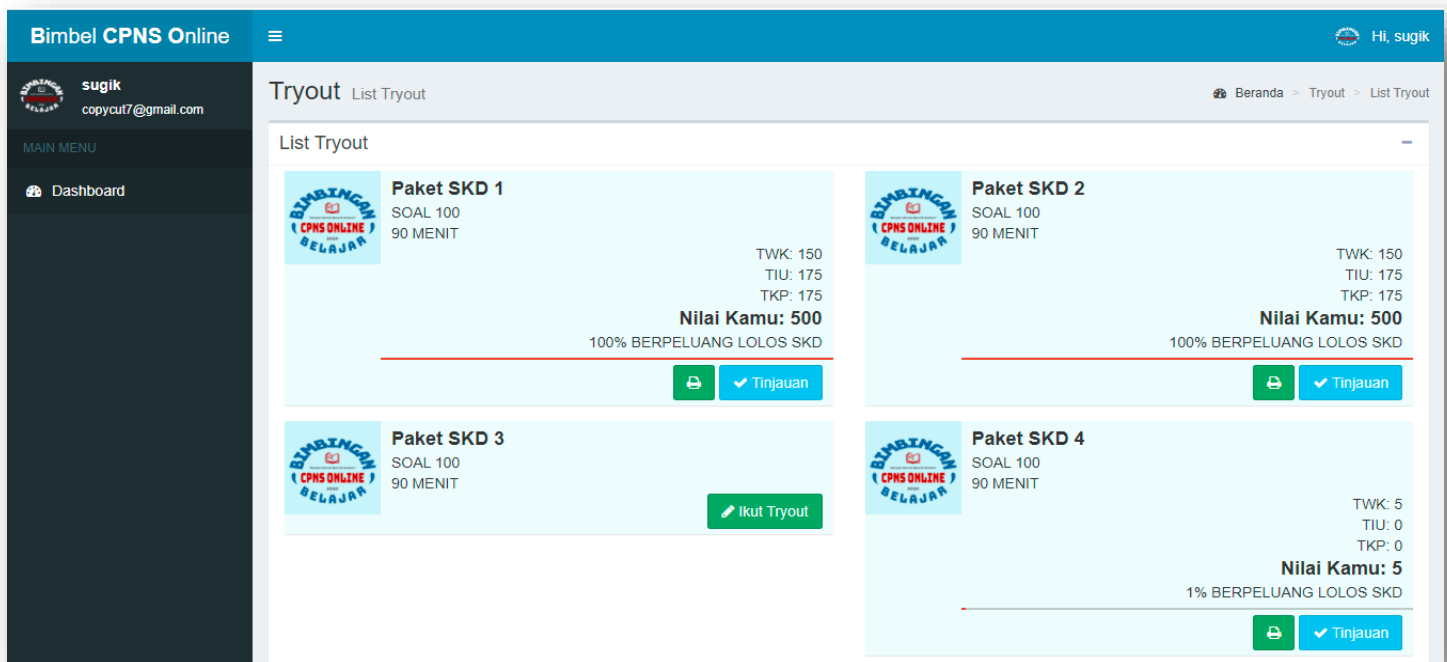 Bimbel CPNS Online
Hi, sugik
sugik
copycut7@gmail.com
MAIN MENU
Dashboard
Tryout List Tryout
Beranda > Tryout > List Tryout
List Tryout
BIMBINGAN
CPNS ONLINE
BELAJAR
Paket SKD 1
SOAL 100
90 MENIT
TWK: 150
TIU: 175
TKP: 175
Nilai Kamu: 500
100% BERPELUANG LOLOS SKD
Tinjauan
BIMBINGAN
CPNS ONLINE
BELAJAR
Paket SKD 2
SOAL 100
90 MENIT
TWK: 150
TIU: 175
TKP: 175
Nilai Kamu: 500
100% BERPELUANG LOLOS SKD
Tinjauan
BIMBINGAN
CPNS ONLINE
BELAJAR
Paket SKD 3
SOAL 100
90 MENIT
Ikut Tryout
BIMBINGAN
CPNS ONLINE
BELAJAR
Paket SKD 4
SOAL 100
90 MENIT
TWK: 5
TIU: 0
TKP: 0
Nilai Kamu: 5
1% BERPELUANG LOLOS SKD
Tinjauan